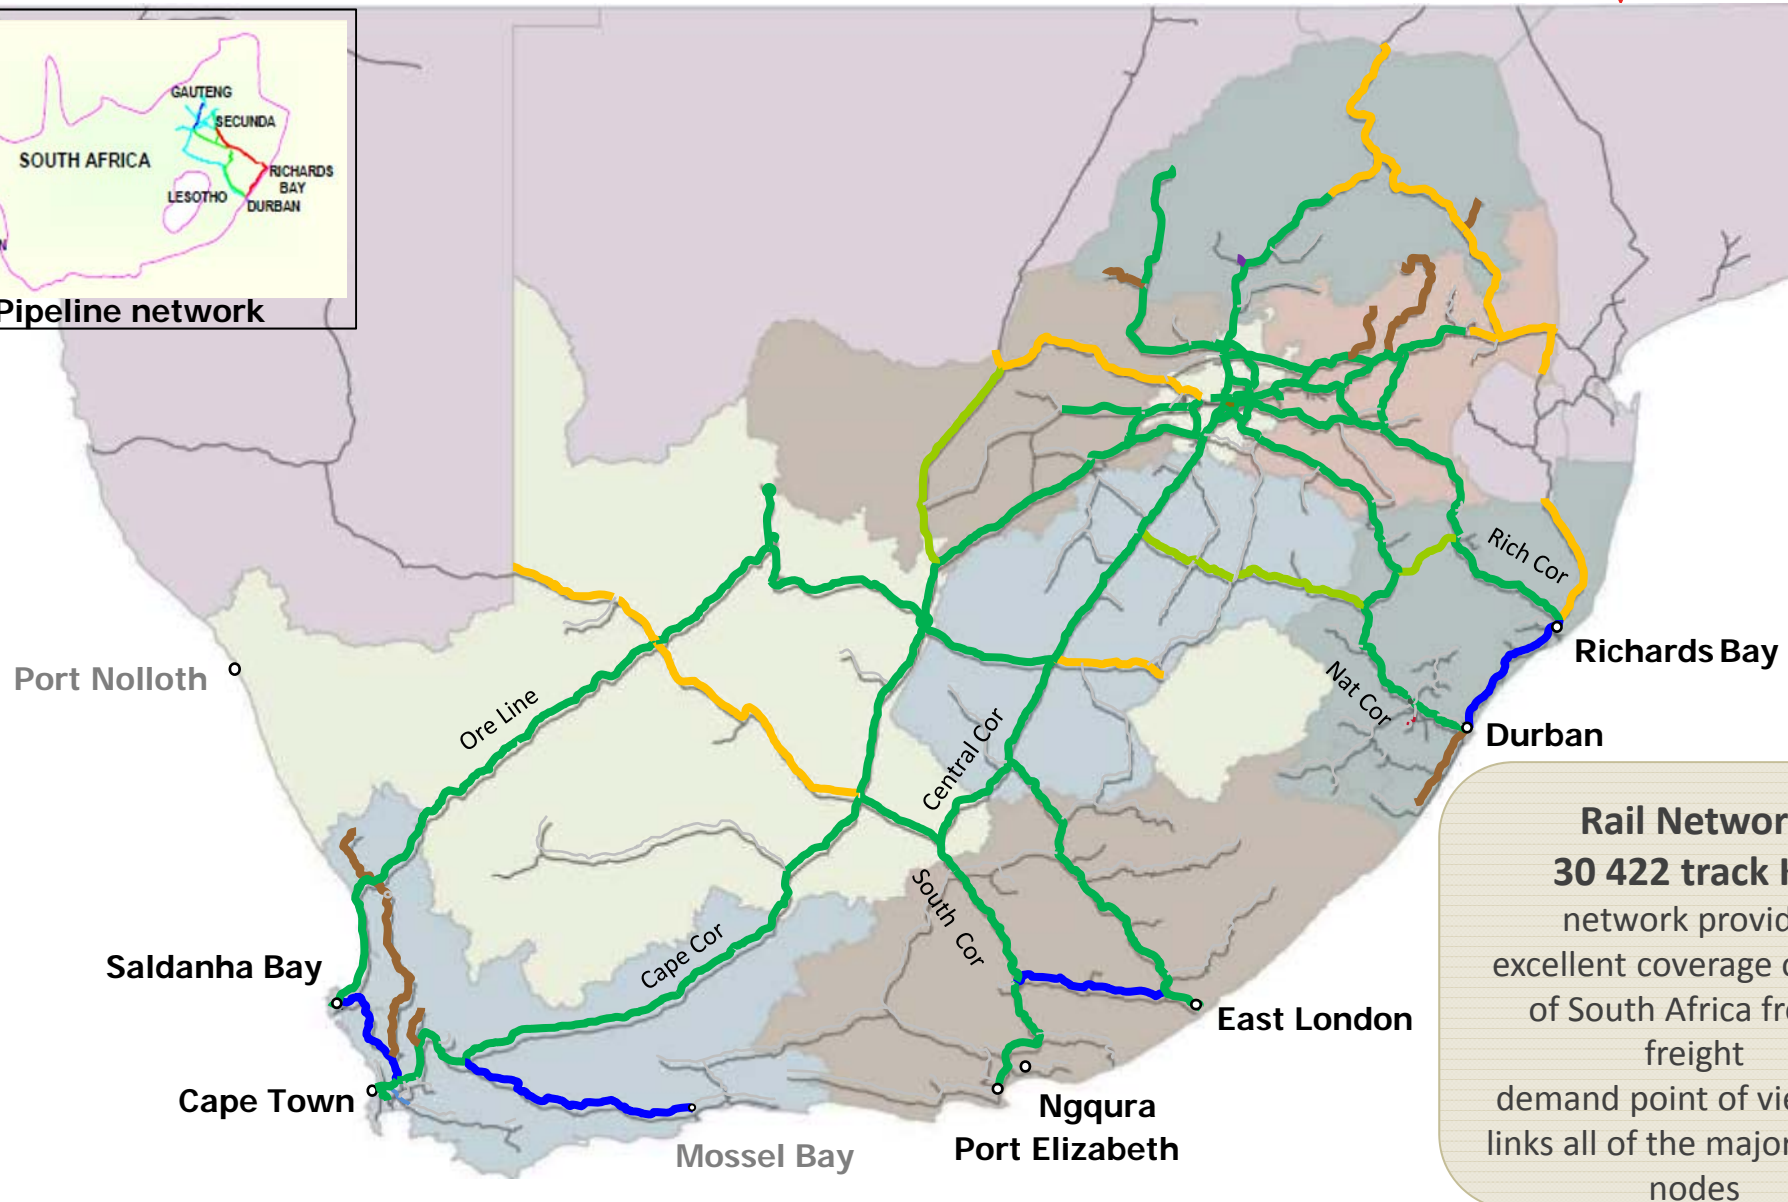 GAUTENG
SECUNDA
SOUTH AFRICA
RICHARDS
BAY
LESOTHO
DURBAN
N
Pipeline network
Rich Cor
Richards Bay
Port Nolloth
Nat Cor
Ore Line
Durban
Central Cor
South Cor
Cape Cor
Saldanha Bay
East London
Cape Town
Ngqura
Port Elizabeth
Mossel Bay
Rail Networ
30 422 track
network provid
excellent coverage
of South Africa fr
freight
demand point of vie
links all of the major
nodes